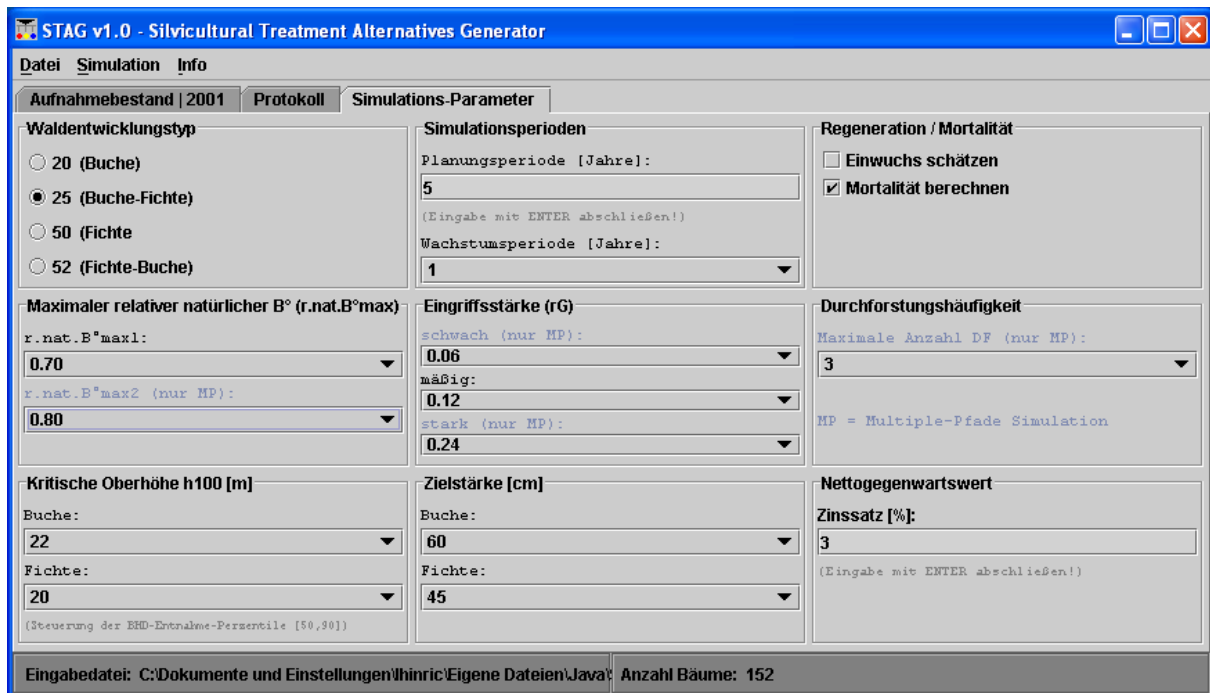 STAG v1.0 - Silvicultural Treatment Alternatives Generator
Datei Simulation Info
Aufnahmebestand | 2001 Protokoll Simulations-Parameter
Waldentwicklungstyp
20 (Buche)
25 (Buche-Fichte)
50 (Fichte
52 (Fichte-Buche)
Simulationsperioden
Planungsperiode [Jahre]:
5
(Eingabe mit ENTER abschließen!)
Wachstumsperiode [Jahre]:
1
Regeneration / Mortalität
Einwuchs schätzen
Mortalität berechnen
Maximaler relativer natürlicher B° (r.nat.B°max)
r.nat.B°max1:
0.70
r.nat.B°max2 (nur MP):
0.80
Eingriffsstärke (rG)
schwach (nur MP):
0.06
mäßig:
0.12
stark (nur MP):
0.24
Durchforstungshäufigkeit
Maximale Anzahl DF (nur MP):
3
MP = Multiple-Pfade Simulation
Kritische Oberhöhe h100 [m]
Buche:
22
Fichte:
20
(Steuerung der BHD-Entnahme-Perzentile [50,90])
Zielstärke [cm]
Buche:
60
Fichte:
45
Nettogegenwartswert
Zinssatz [%]:
3
(Eingabe mit ENTER abschließen!)
Eingabedatei: C:\Dokumente und Einstellungen\lhinric\Eigene Dateien\Java\ Anzahl Bäume: 152